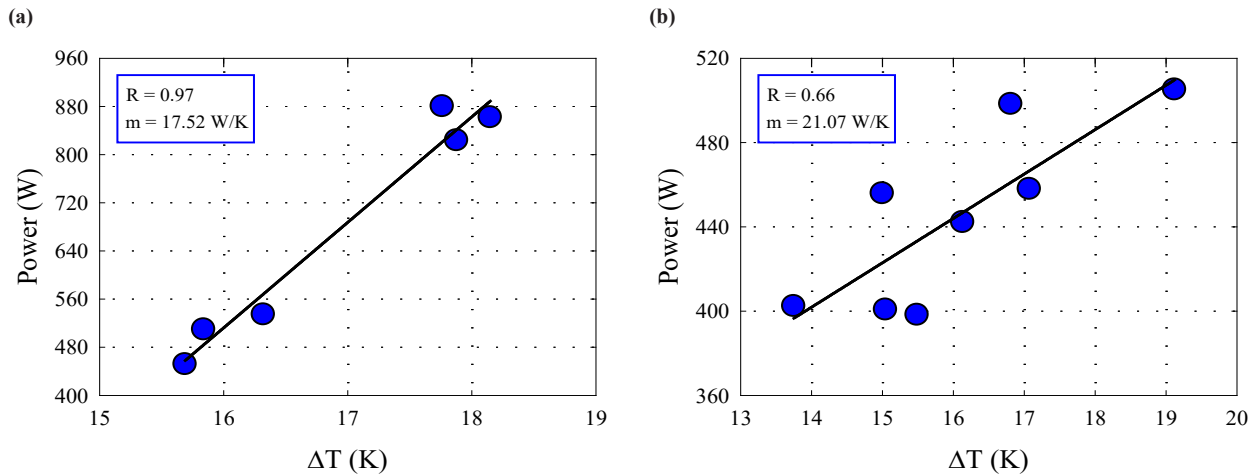 (a)
(b)
R = 0.97
m = 17.52 W/K
Power (W)
960
880
800
720
640
560
480
400
15
16
17
18
19
ΔT (K)
R = 0.66
m = 21.07 W/K
Power (W)
520
480
440
400
360
13
14
15
16
17
18
19
20
ΔT (K)